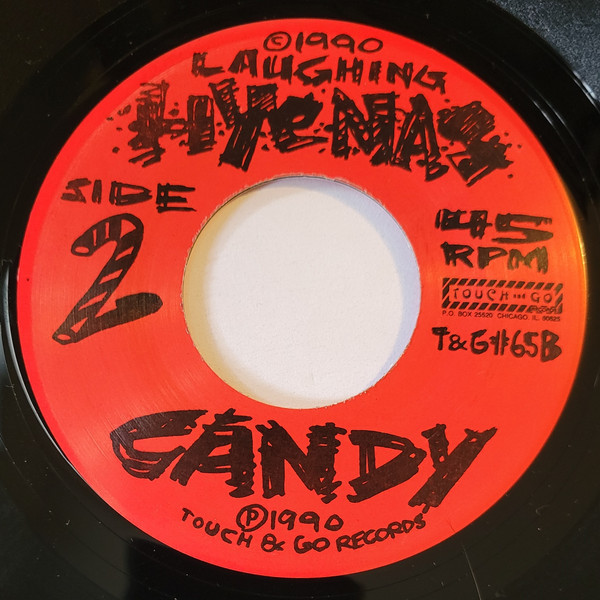 ©1990
LAUGHING
HYENAS
SIDE
2
45
RPM
TOUCH and GO
P.O. BOX 25520 CHICAGO, IL. 60625
T&G#65B
CANDY
℗1990
TOUCH & GO RECORDS